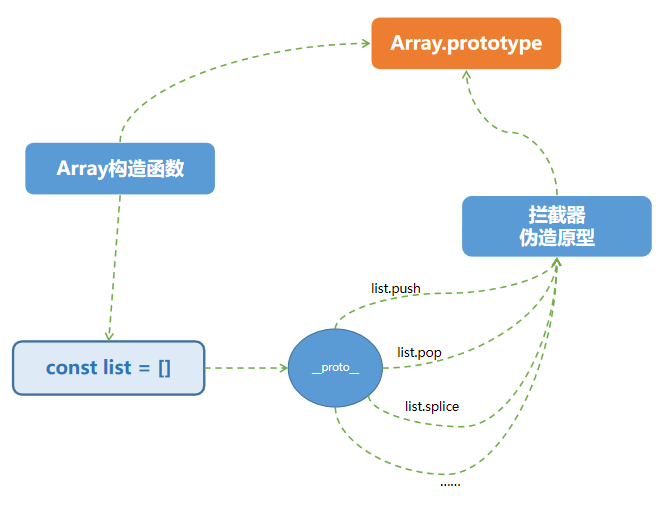 Array.prototype
Array构造函数
拦截器
伪造原型
list.push
list.pop
const list = []
__proto__
list.splice
……